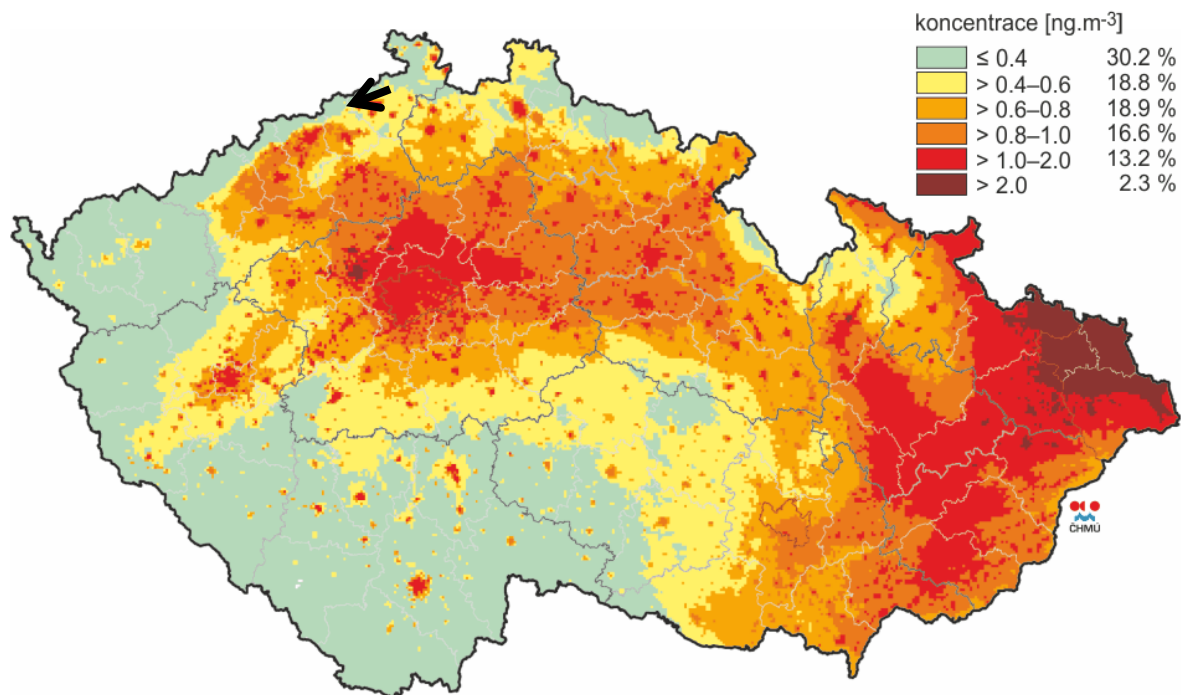 koncentrace [ng.m-3]
≤ 0.4 30.2 %
> 0.4–0.6 18.8 %
> 0.6–0.8 18.9 %
> 0.8–1.0 16.6 %
> 1.0–2.0 13.2 %
> 2.0 2.3 %
ČHMÚ